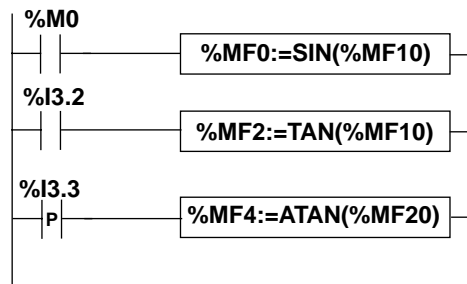 %M0
%MF0:=SIN(%MF10)
%I3.2
%MF2:=TAN(%MF10)
%I3.3
P
%MF4:=ATAN(%MF20)